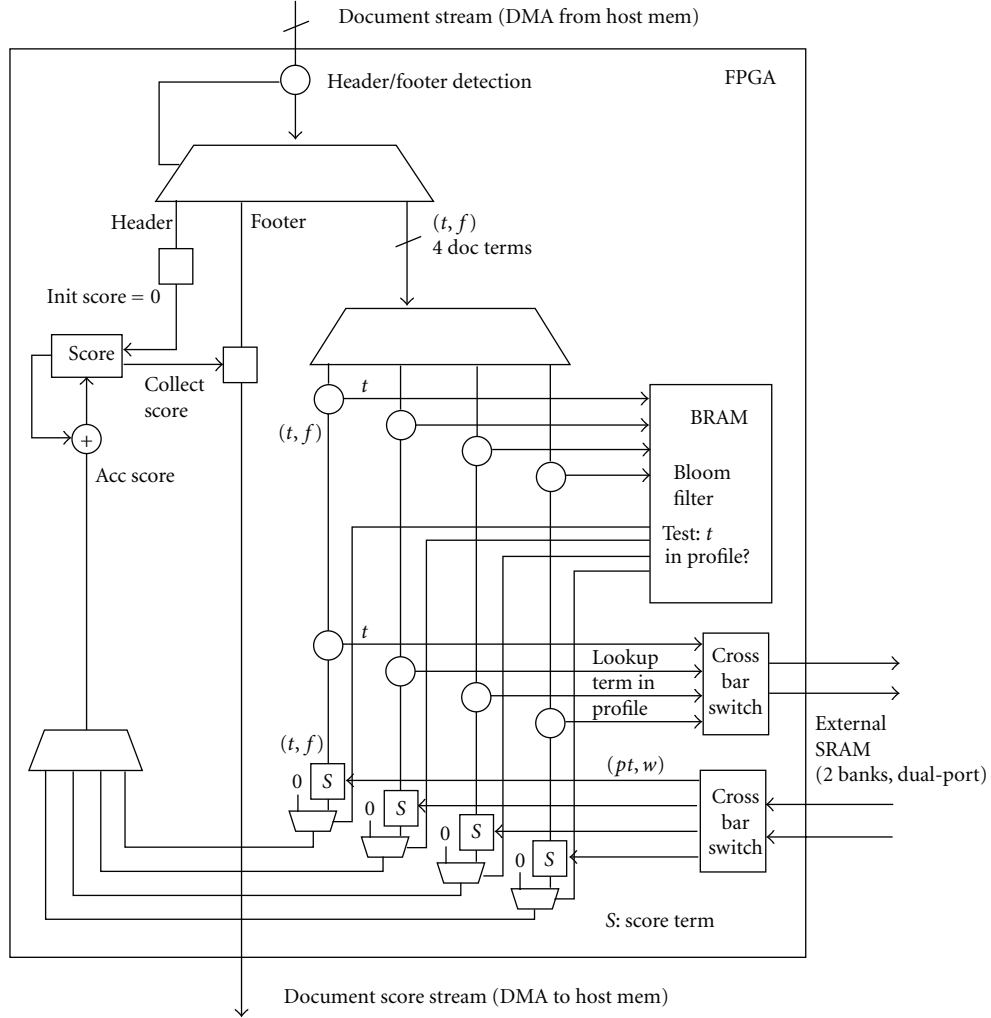 Document stream (DMA from host mem)
Header/footer detection
FPGA
Header
Footer
(t, f)
4 doc terms
Init score = 0
Score
Collect
score
t
(t, f)
BRAM
+
Acc score
Bloom
filter
Test: t
in profile?
t
Lookup
term in
profile
Cross
bar
switch
External
SRAM
(2 banks, dual-port)
(t, f)
(pt, w)
0
S
0
S
0
S
0
S
Cross
bar
switch
S: score term
Document score stream (DMA to host mem)